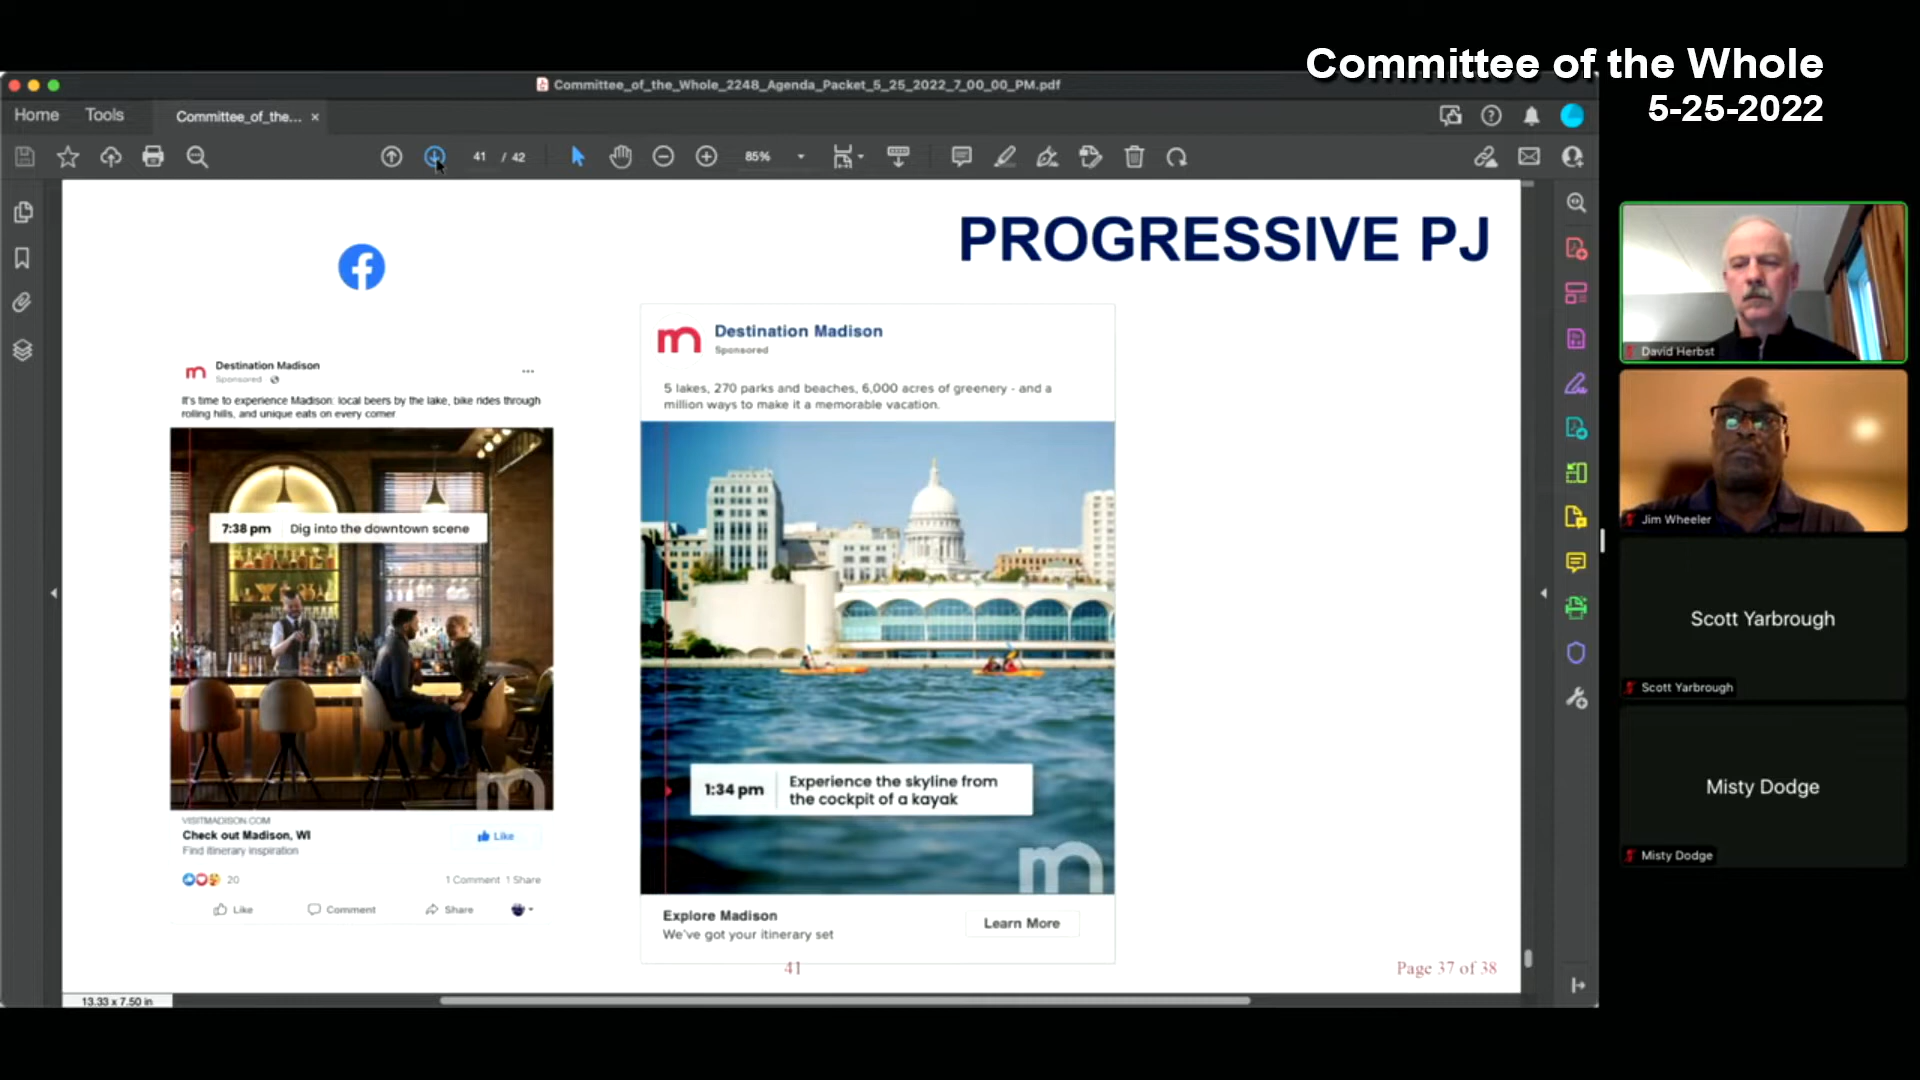 Committee of the Whole
5-25-2022
Committee_of_the_Whole_2248_Agenda_Packet_5_25_2022_7_00_00_PM.pdf
Home
Tools
Committee_of_the...
41 / 42
85%
PROGRESSIVE PJ
Destination Madison
Sponsored
It's time to experience Madison: local beers by the lake, bike rides through
rolling hills, and unique eats on every corner
7:38 pm
Dig into the downtown scene
m
VISITMADISON.COM
Check out Madison, WI
Find itinerary inspiration
Like
20
1 Comment 1 Share
Like
Comment
Share
m
Destination Madison
Sponsored
5 lakes, 270 parks and beaches, 6,000 acres of greenery - and a
million ways to make it a memorable vacation.
1:34 pm
Experience the skyline from
the cockpit of a kayak
m
Explore Madison
We've got your itinerary set
Learn More
41
Page 37 of 38
13.33 x 7.50 in
David Herbst
Jim Wheeler
Scott Yarbrough
Scott Yarbrough
Misty Dodge
Misty Dodge